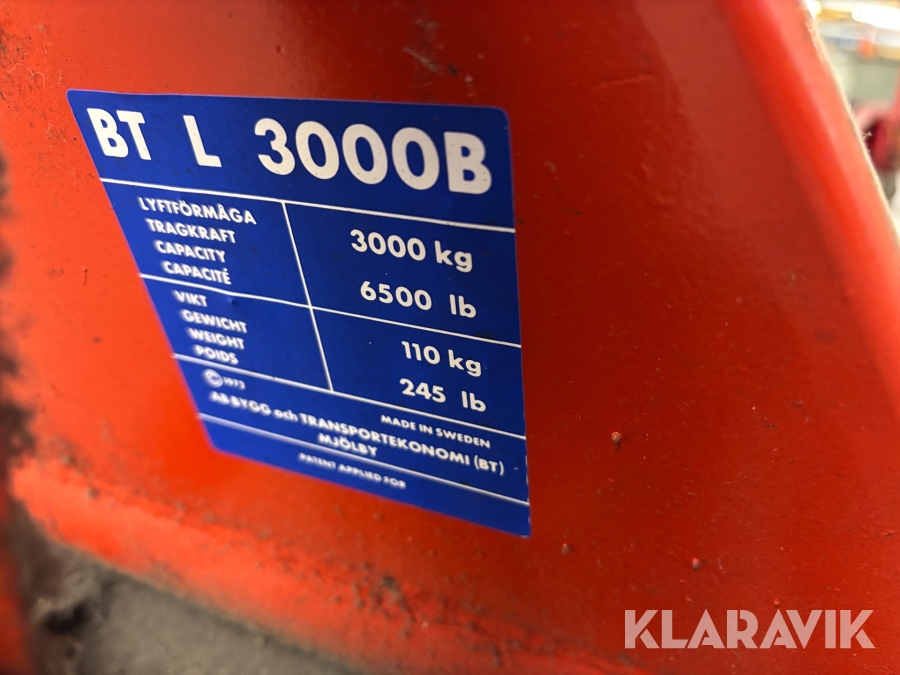 BT L 3000B
LYFTFÖRMÅGA
TRAGKRAFT
CAPACITY
CAPACITÉ
3000 kg
6500 lb
VIKT
GEWICHT
WEIGHT
POIDS
110 kg
245 lb
© 1972
MADE IN SWEDEN
AB BYGG och TRANSPORTEKONOMI (BT)
MJÖLBY
PATENT APPLIED FOR
KLARAVIK